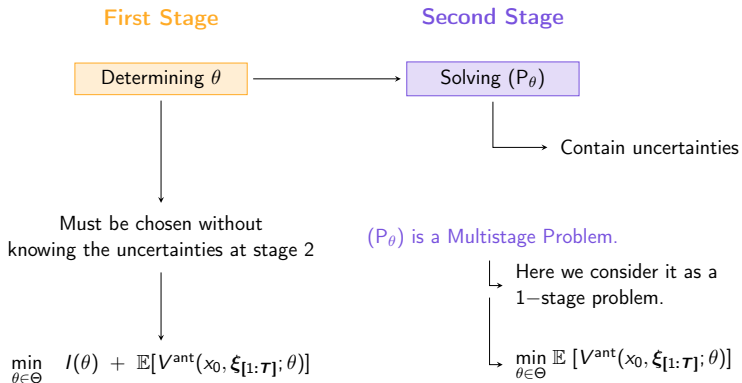 First Stage
Second Stage
Determining θ
Solving (P_θ)
Contain uncertainties
Must be chosen without
knowing the uncertainties at stage 2
(P_θ) is a Multistage Problem.
Here we consider it as a
1−stage problem.
min_{θ∈Θ} I(θ) + 𝔼[V^{ant}(x_0, ξ_{[1:T]}; θ)]
min_{θ∈Θ} 𝔼 [V^{ant}(x_0, ξ_{[1:T]}; θ)]